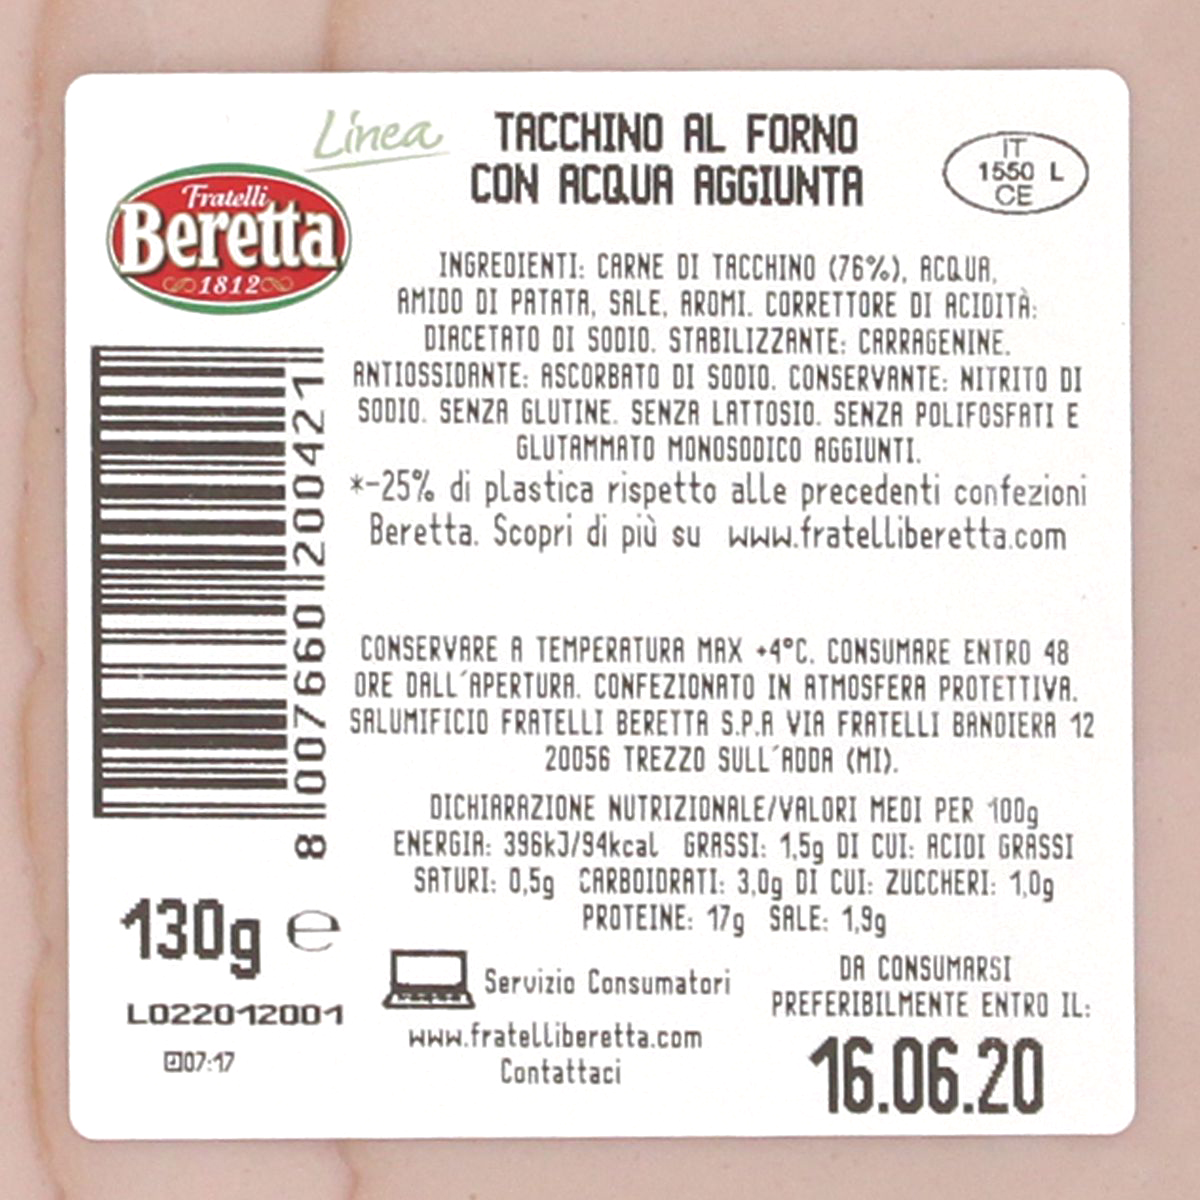 Linea
TACCHINO AL FORNO
CON ACQUA AGGIUNTA
IT
1550 L
CE
Fratelli
Beretta
1812
INGREDIENTI: CARNE DI TACCHINO (76%), ACQUA,
AMIDO DI PATATA, SALE, AROMI. CORRETTORE DI ACIDITÀ:
DIACETATO DI SODIO. STABILIZZANTE: CARRAGENINE.
ANTIOSSIDANTE: ASCORBATO DI SODIO. CONSERVANTE: NITRITO DI
SODIO. SENZA GLUTINE. SENZA LATTOSIO. SENZA POLIFOSFATI E
GLUTAMMATO MONOSODICO AGGIUNTI.
*-25% di plastica rispetto alle precedenti confezioni
Beretta. Scopri di più su www.fratelliberetta.com
8 007660 200421
CONSERVARE A TEMPERATURA MAX +4°C. CONSUMARE ENTRO 48
ORE DALL´APERTURA. CONFEZIONATO IN ATMOSFERA PROTETTIVA.
SALUMIFICIO FRATELLI BERETTA S.P.A VIA FRATELLI BANDIERA 12
20056 TREZZO SULL´ADDA (MI).
DICHIARAZIONE NUTRIZIONALE/VALORI MEDI PER 100g
ENERGIA: 396kJ/94kcal GRASSI: 1,5g DI CUI: ACIDI GRASSI
SATURI: 0,5g CARBOIDRATI: 3,0g DI CUI: ZUCCHERI: 1,0g
PROTEINE: 17g SALE: 1,9g
130g ℮
L022012001
07:17
Servizio Consumatori
www.fratelliberetta.com
Contattaci
DA CONSUMARSI
PREFERIBILMENTE ENTRO IL:
16.06.20